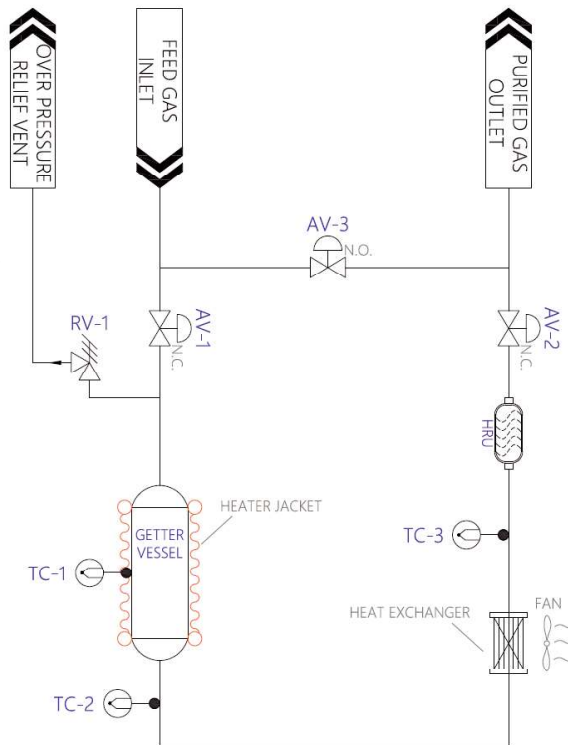 OVER PRESSURE
RELIEF VENT
FEED GAS
INLET
PURIFIED GAS
OUTLET
AV-3
N.O.
RV-1
AV-1
N.C.
AV-2
N.C.
HRU
HEATER JACKET
GETTER
VESSEL
TC-3
TC-1
HEAT EXCHANGER
FAN
TC-2